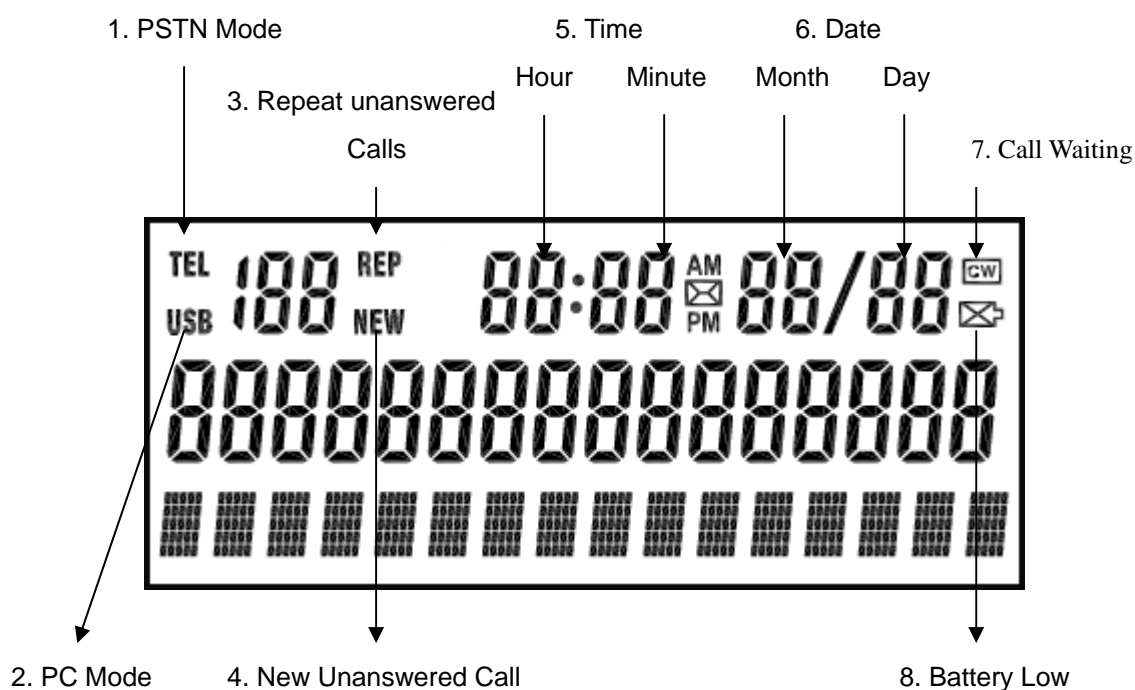 1. PSTN Mode
5. Time
6. Date
Hour
Minute
Month
Day
3. Repeat unanswered
Calls
7. Call Waiting
TEL 188 REP 88:88 AM 88/88 CW
USB NEW PM
8888888888888888
2. PC Mode
4. New Unanswered Call
8. Battery Low